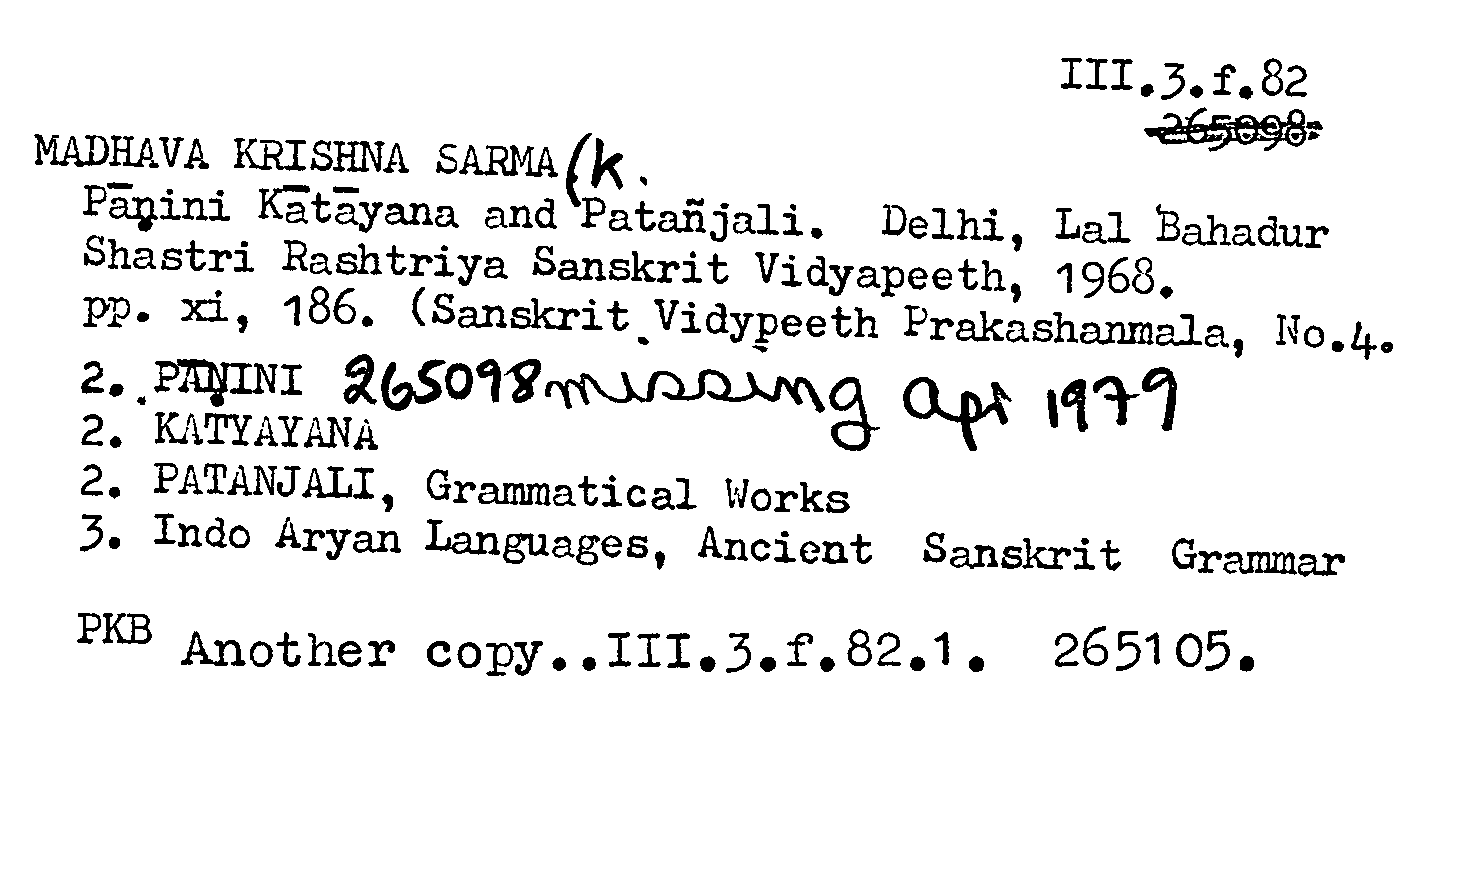 III.3.f.82
265098.
MADHAVA KRISHNA SARMA (K.
Pāṇini Kātāyana and Patañjali. Delhi, Lal Bahadur
Shastri Rashtriya Sanskrit Vidyapeeth, 1968.
pp. xi, 186. (Sanskrit Vidypeeth Prakashanmala, No.4.
2. PĀṆINI 265098 missing Apr 1979
2. KATYAYANA
2. PATANJALI, Grammatical Works
3. Indo Aryan Languages, Ancient Sanskrit Grammar
PKB Another copy..III.3.f.82.1. 265105.